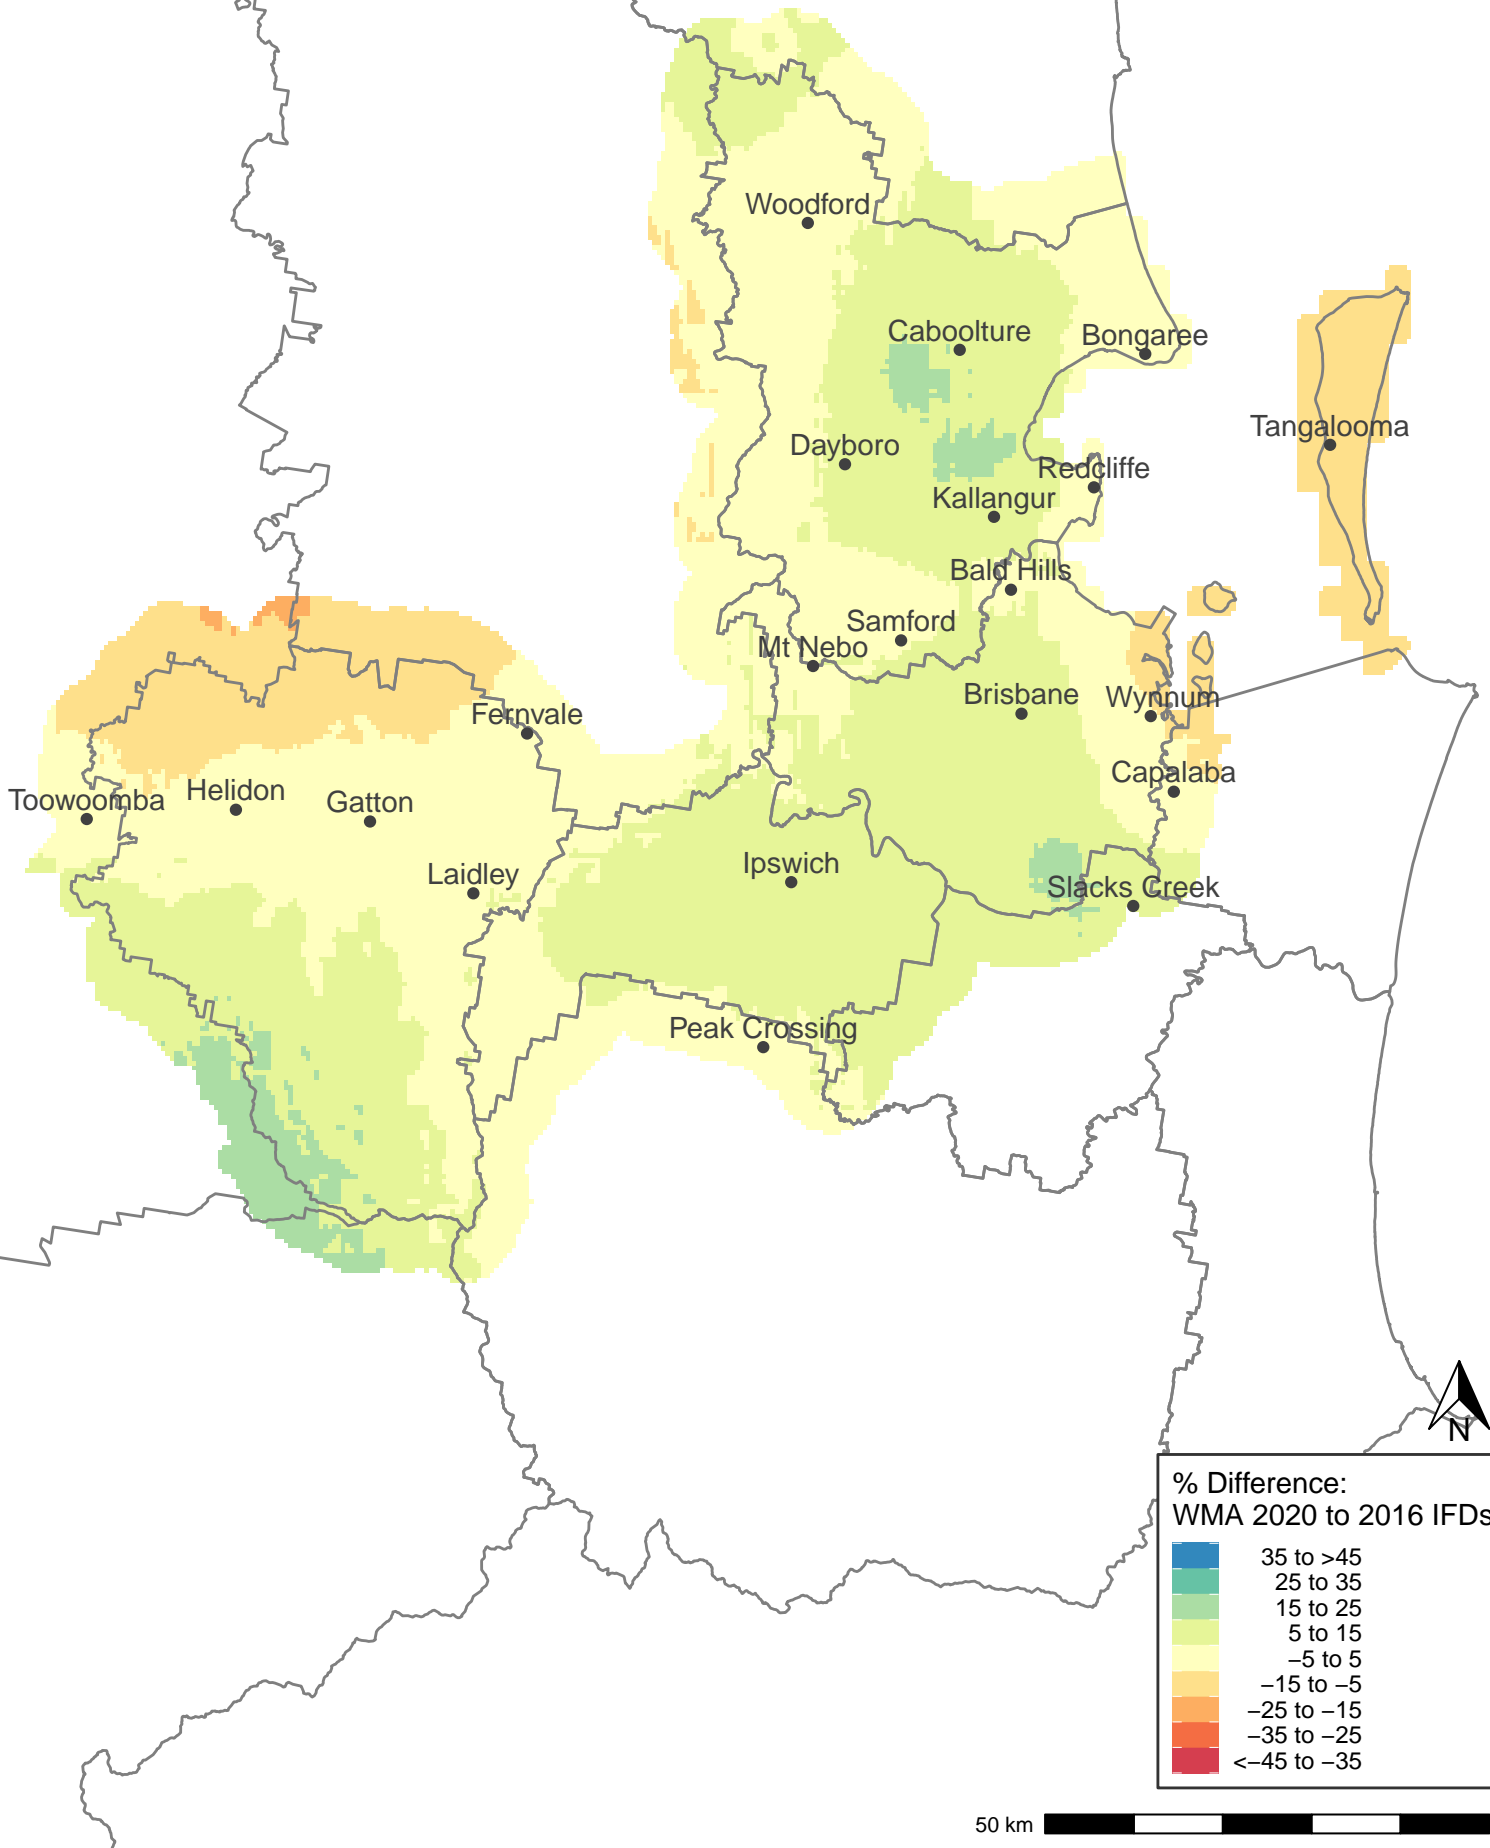 Woodford
Caboolture
Bongaree
Tangalooma
Dayboro
Redcliffe
Kallangur
Bald Hills
Samford
Mt Nebo
Brisbane
Wynnum
Fernvale
Capalaba
Toowoomba
Helidon
Gatton
Ipswich
Laidley
Slacks Creek
Peak Crossing
N
% Difference:
WMA 2020 to 2016 IFDs
35 to >45
25 to 35
15 to 25
5 to 15
−5 to 5
−15 to −5
−25 to −15
−35 to −25
<−45 to −35
50 km